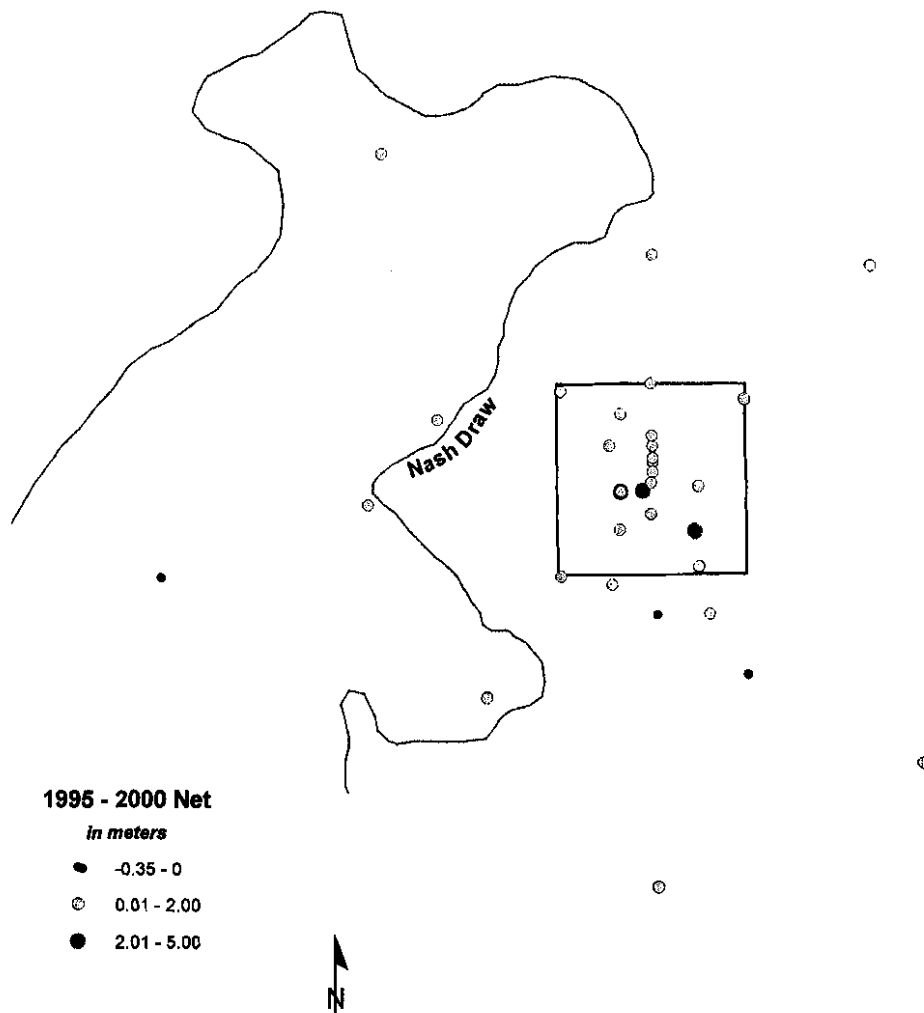 Nash Draw
1995 - 2000 Net
in meters
-0.35 - 0
0.01 - 2.00
2.01 - 5.00
N